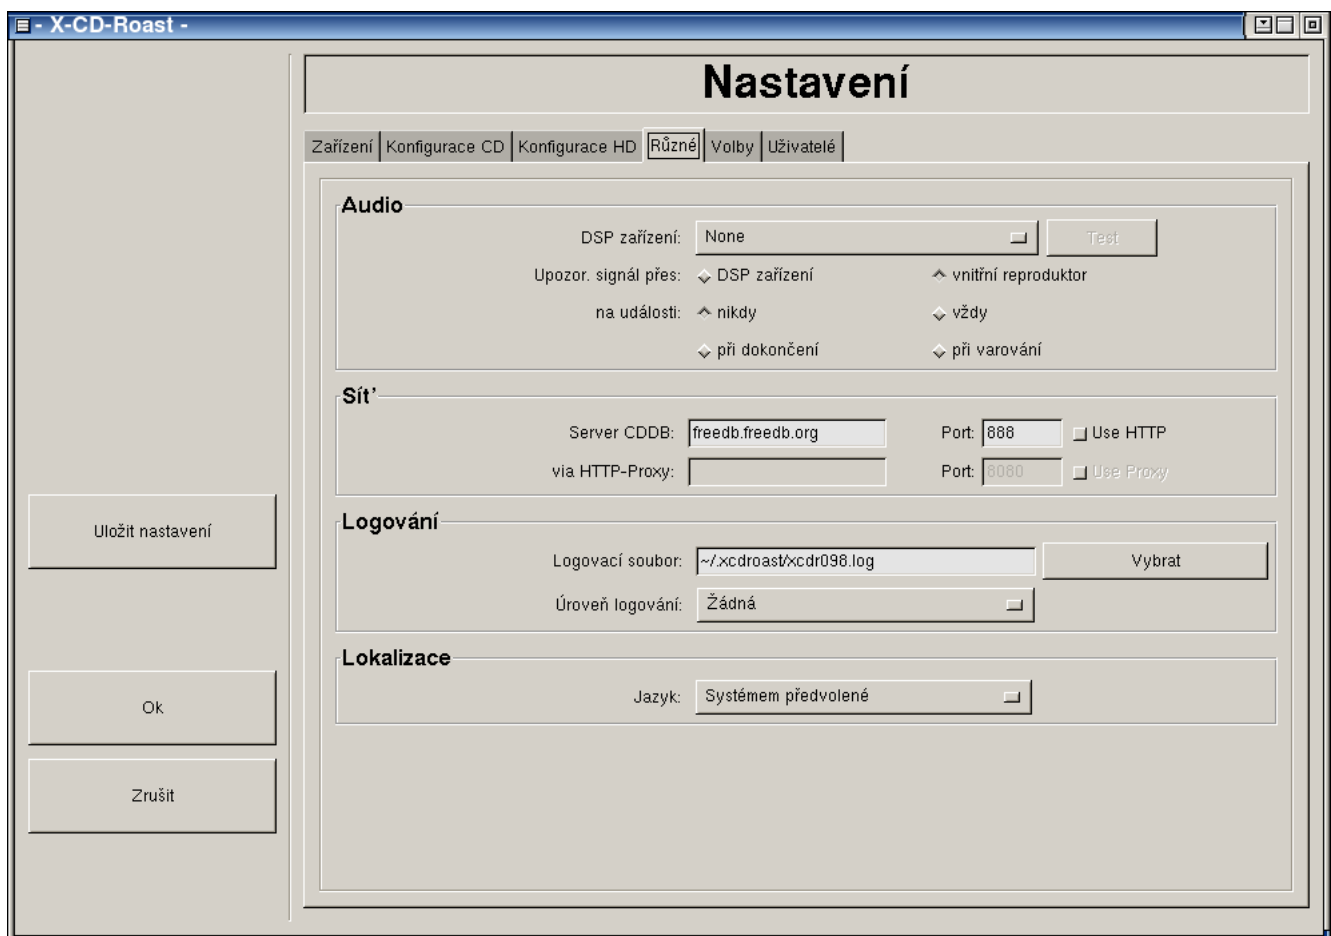 - X-CD-Roast -
Nastavení
Zařízení Konfigurace CD Konfigurace HD Různé Volby Uživatelé
Audio
DSP zařízení: None Test
Upozor. signál přes: DSP zařízení vnitřní reproduktor
na události: nikdy vždy
při dokončení při varování
Sít'
Server CDDB: freedb.freedb.org Port: 888 Use HTTP
via HTTP-Proxy: Port: 8080 Use Proxy
Logování
Logovací soubor: ~/.xcdroast/xcdr098.log Vybrat
Úroveň logování: Žádná
Lokalizace
Jazyk: Systémem předvolené
Uložit nastavení
Ok
Zrušit